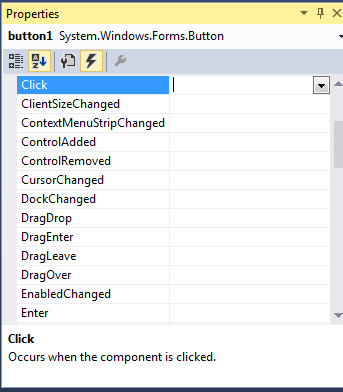 Properties
button1 System.Windows.Forms.Button
Click
ClientSizeChanged
ContextMenuStripChanged
ControlAdded
ControlRemoved
CursorChanged
DockChanged
DragDrop
DragEnter
DragLeave
DragOver
EnabledChanged
Enter
Click
Occurs when the component is clicked.